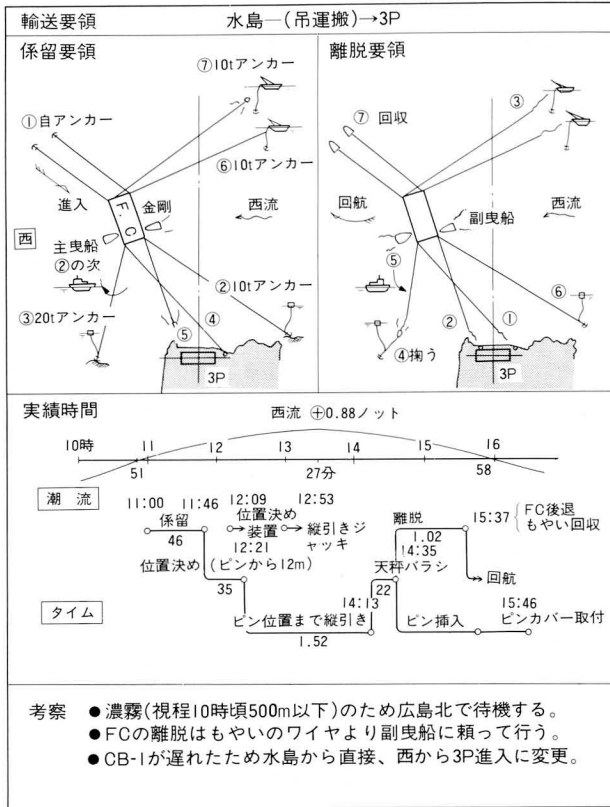 輸送要領 水島―(吊運搬)→3P
係留要領
離脱要領
⑦10tアンカー
①自アンカー
⑥10tアンカー
進入
金剛
西流
F.C
西
主曳船
②の次
②10tアンカー
③20tアンカー
④
⑤
3P
③
⑦ 回収
回航
西流
副曳船
⑤
⑥
②
①
④掬う
3P
実績時間
西流 ⊕0.88ノット
10時 11 12 13 14 15 16
51 27分 58
潮流
11:00 11:46 12:09 12:53
係留
46
位置決め
装置
縦引きジャッキ
12:21
位置決め (ピンから12m)
35
離脱
1.02
15:37
FC後退
もやい回収
14:35
天秤バラシ
22
回航
タイム
ピン位置まで縦引き
14:13
1.52
ピン挿入
15:46
ピンカバー取付
考察 ●濃霧(視程10時頃500m以下)のため広島北で待機する。
●FCの離脱はもやいのワイヤより副曳船に頼って行う。
●CB-1が遅れたため水島から直接、西から3P進入に変更。